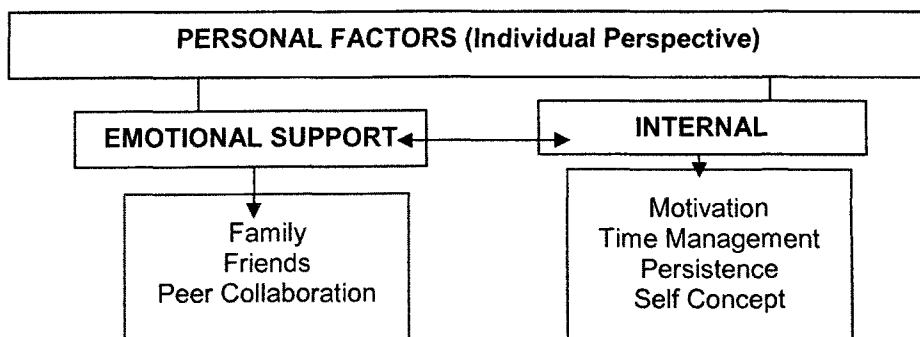 PERSONAL FACTORS (Individual Perspective)
EMOTIONAL SUPPORT
INTERNAL
Family
Friends
Peer Collaboration
Motivation
Time Management
Persistence
Self Concept